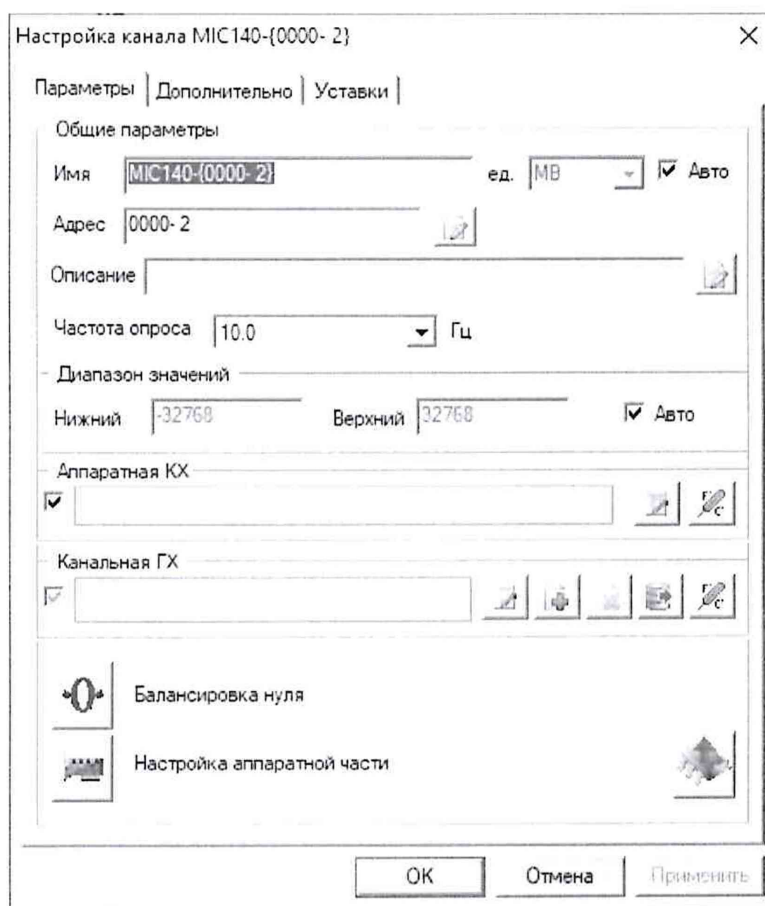 Настройка канала MIC140-{0000- 2}
Параметры Дополнительно Уставки
Общие параметры
Имя MIC140-{0000- 2} ед. МВ Авто
Адрес 0000- 2
Описание
Частота опроса 10.0 Гц
Диапазон значений
Нижний -32768 Верхний 32768 Авто
Аппаратная КХ
Канальная ГХ
Балансировка нуля
Настройка аппаратной части
OK Отмена Применить